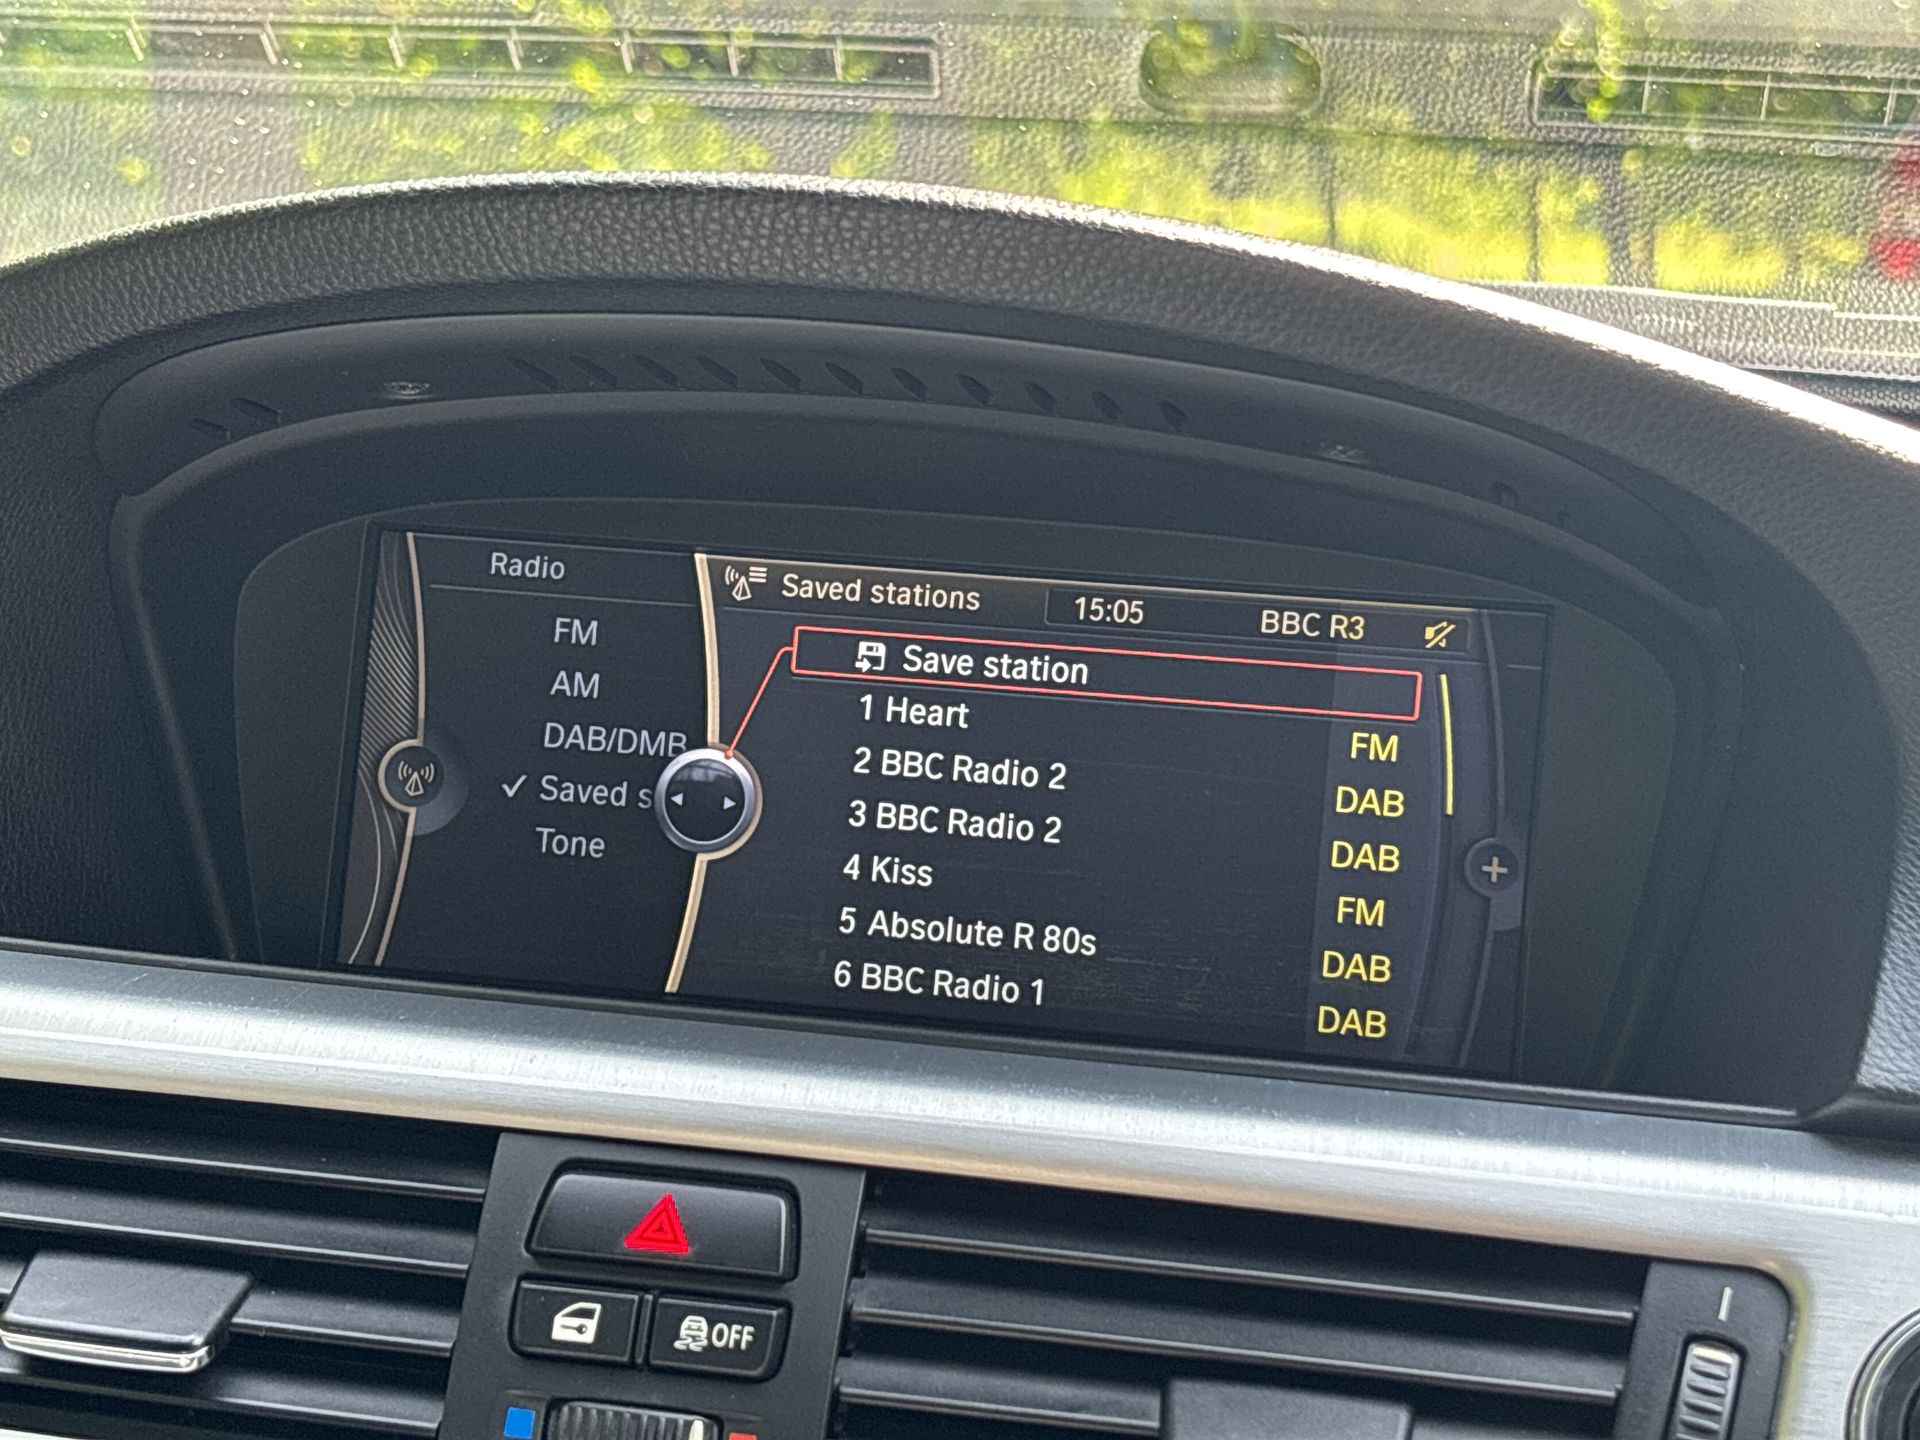 Radio
FM
AM
DAB/DMB
✓ Saved s
Tone
Saved stations 15:05 BBC R3
Save station
1 Heart FM
2 BBC Radio 2 DAB
3 BBC Radio 2 DAB
4 Kiss FM
5 Absolute R 80s DAB
6 BBC Radio 1 DAB
OFF